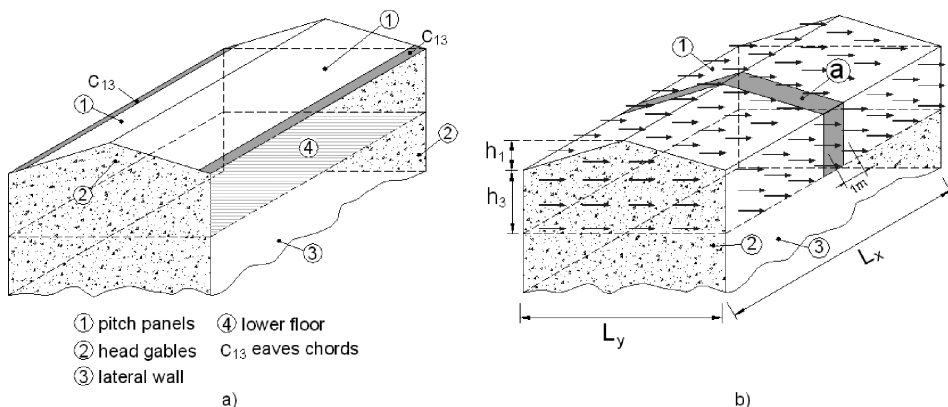 ① C₁₃
C₁₃
①
②
④
②
③
① pitch panels ④ lower floor
② head gables C₁₃ eaves chords
③ lateral wall
a)
①
a
h₁
h₃
1m
②
③
Lₓ
L_y
b)